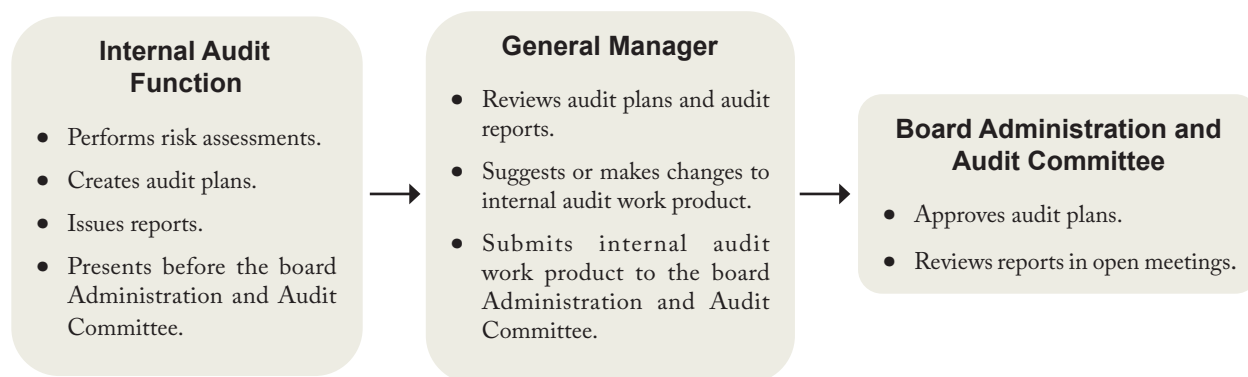 Internal Audit
Function
• Performs risk assessments.
• Creates audit plans.
• Issues reports.
• Presents before the board
Administration and Audit
Committee.
General Manager
• Reviews audit plans and audit
reports.
• Suggests or makes changes to
internal audit work product.
• Submits internal audit
work product to the board
Administration and Audit
Committee.
Board Administration and
Audit Committee
• Approves audit plans.
• Reviews reports in open meetings.